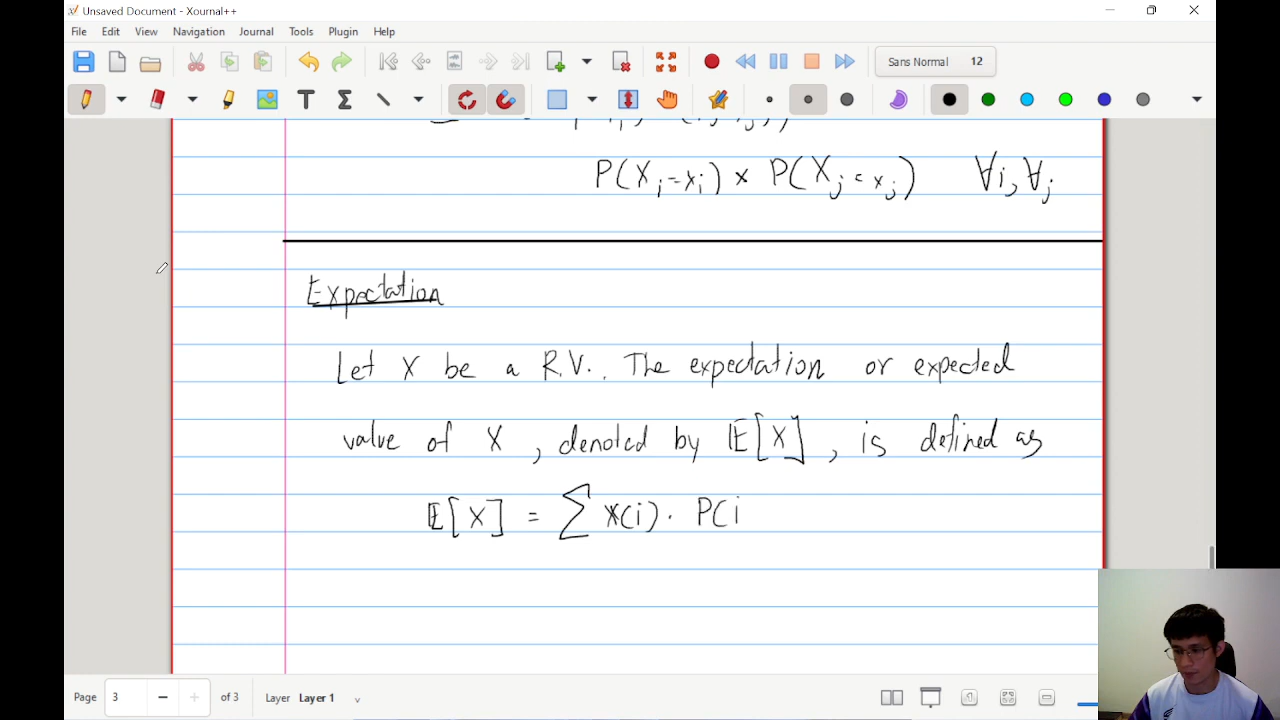 Unsaved Document - Xournal++
File Edit View Navigation Journal Tools Plugin Help
Sans Normal 12
P(X_i = x_i) × P(X_j = x_j) ∀i, ∀j
Expectation
Let X be a R.V.. The expectation or expected
value of X, denoted by 𝔼[X], is defined as
𝔼[X] = ∑ X(i) · P(i
Page 3 of 3 Layer Layer 1